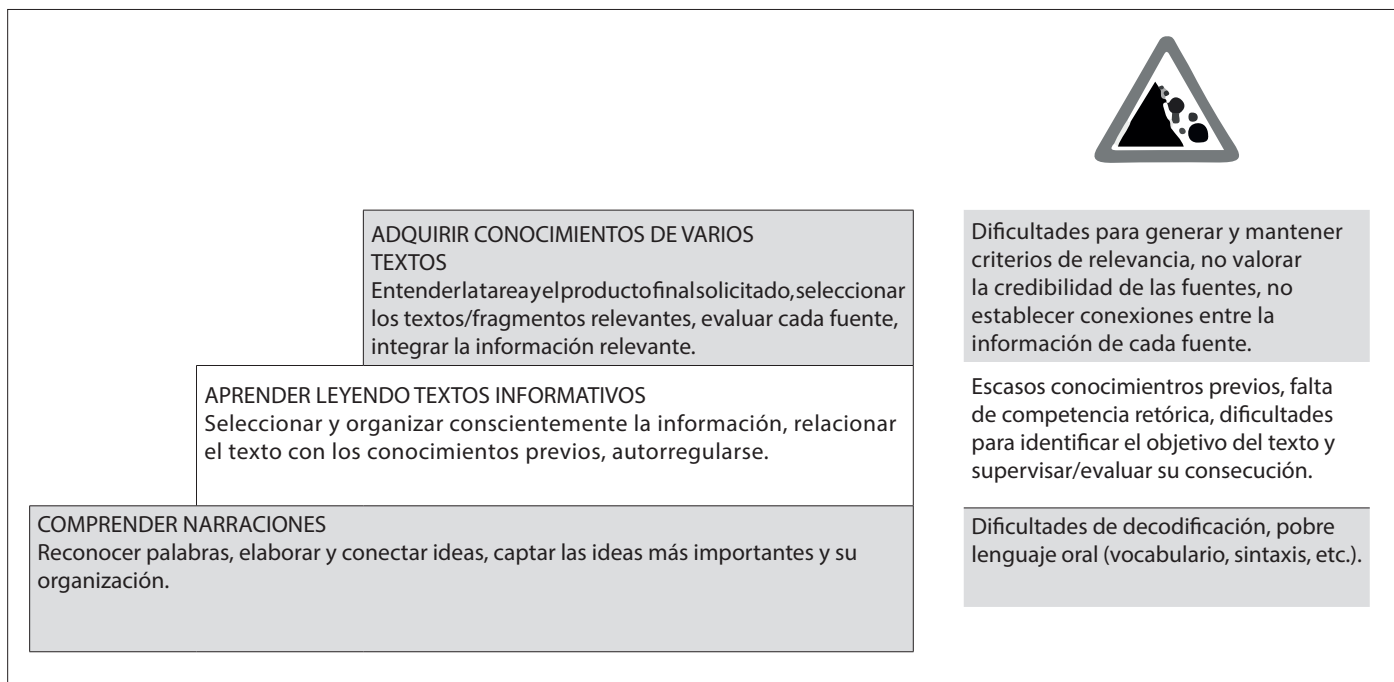 ADQUIRIR CONOCIMIENTOS DE VARIOS
TEXTOS
Entenderlatareayelproductofinalsolicitado,seleccionar
los textos/fragmentos relevantes, evaluar cada fuente,
integrar la información relevante.
Dificultades para generar y mantener
criterios de relevancia, no valorar
la credibilidad de las fuentes, no
establecer conexiones entre la
información de cada fuente.
APRENDER LEYENDO TEXTOS INFORMATIVOS
Seleccionar y organizar conscientemente la información, relacionar
el texto con los conocimientos previos, autorregularse.
Escasos conocimientros previos, falta
de competencia retórica, dificultades
para identificar el objetivo del texto y
supervisar/evaluar su consecución.
COMPRENDER NARRACIONES
Reconocer palabras, elaborar y conectar ideas, captar las ideas más importantes y su
organización.
Dificultades de decodificación, pobre
lenguaje oral (vocabulario, sintaxis, etc.).